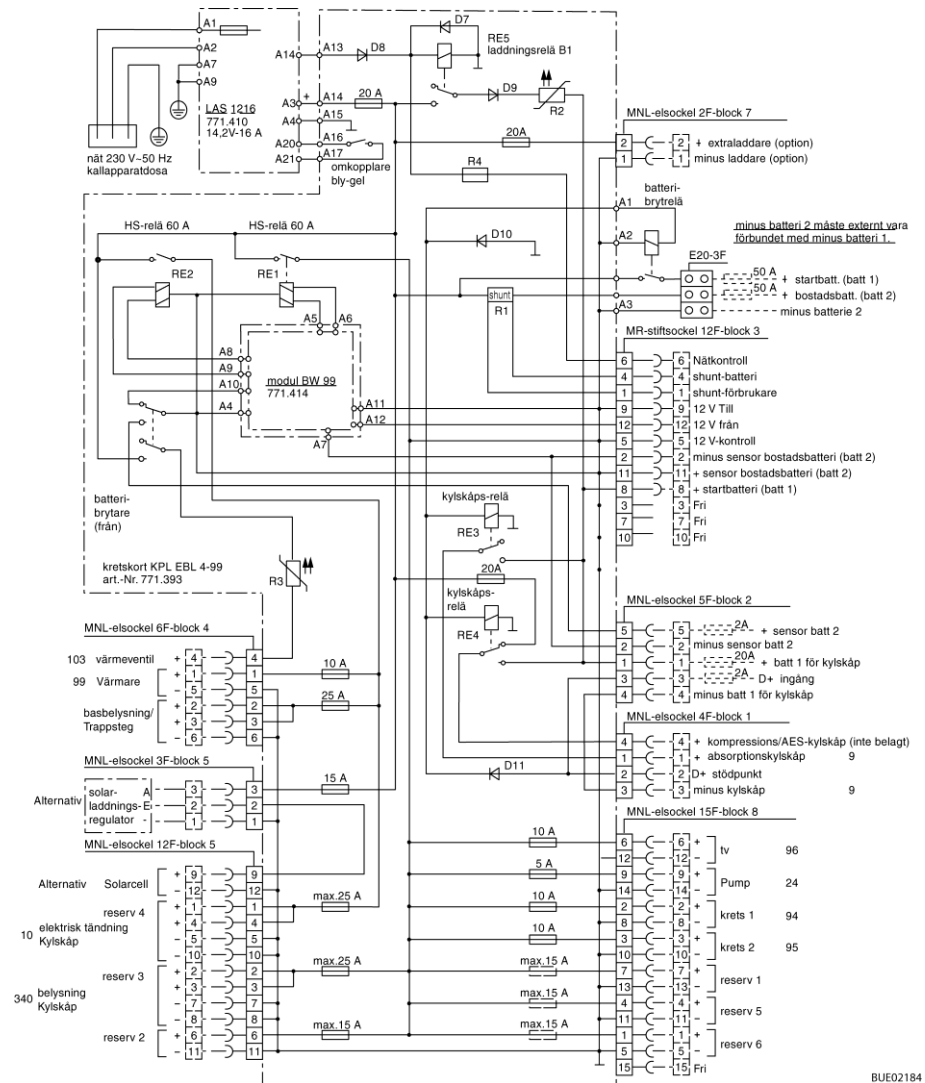 A1
A2
A7
A9
LAS 1216
771.410
14,2V-16 A
A14
A3
A4
A20
A21
+
A13
A14
A15
A16
A17
D8
D7
RE5
laddningsrelä B1
D9
R2
20 A
omkopplare
bly-gel
nät 230 V~50 Hz
kallapparatdosa
20A
R4
MNL-elsockel 2F-block 7
2 2 + extraladdare (option)
1 1 minus laddare (option)
batteri-
brytrelä
A1
A2
A3
minus batteri 2 måste externt vara
förbundet med minus batteri 1.
E20-3F
50 A + startbatt. (batt 1)
50 A + bostadsbatt. (batt 2)
minus batterie 2
HS-relä 60 A
HS-relä 60 A
RE2
RE1
D10
shunt
R1
A5
A6
A8
A9
A10
A4
modul BW 99
771.414
A11
A12
A7
MR-stiftsockel 12F-block 3
6 6 Nätkontroll
4 4 shunt-batteri
1 1 shunt-förbrukare
9 9 12 V Till
12 12 12 V från
5 5 12 V-kontroll
2 2 minus sensor bostadsbatteri (batt 2)
11 11 + sensor bostadsbatteri (batt 2)
8 8 + startbatteri (batt 1)
3 3 Fri
7 7 Fri
10 10 Fri
batteri-
brytare
(från)
kylskåps-relä
RE3
20A
kylskåps-
relä
RE4
R3
kretskort KPL EBL 4-99
art.-Nr. 771.393
MNL-elsockel 5F-block 2
5 5 2A + sensor batt 2
2 2 minus sensor batt 2
1 1 20A + batt 1 för kylskåp
3 3 2A D+ ingång
4 4 minus batt 1 för kylskåp
MNL-elsockel 6F-block 4
103 värmeventil + 4 4
99 Värmare + 1 1
− 5 5
basbelysning/
Trappsteg
+ 2 2
+ 3 3
− 6 6
10 A
25 A
MNL-elsockel 4F-block 1
4 4 + kompressions/AES-kylskåp (inte belagt)
1 1 + absorptionskylskåp 9
2 2 D+ stödpunkt
3 3 minus kylskåp 9
D11
MNL-elsockel 3F-block 5
Alternativ
solar-
laddnings-
regulator
A 3 3
E 2 2
- 1 1
15 A
MNL-elsockel 12F-block 5
Alternativ Solarcell + 9 9
− 12 12
reserv 4 + 1 1 max.25 A
+ 4 4
10 elektrisk tändning
Kylskåp
− 5 5
− 10 10
reserv 3 + 2 2 max.25 A
+ 3 3
340 belysning
Kylskåp
− 7 7
− 8 8
reserv 2 + 6 6 max.15 A
− 11 11
MNL-elsockel 15F-block 8
10 A 6 6 + tv 96
12 12 −
5 A 9 9 + Pump 24
14 14 −
10 A 2 2 + krets 1 94
8 8 −
10 A 3 3 + krets 2 95
10 10 −
max.15 A 7 7 + reserv 1
13 13 −
max.15 A 4 4 + reserv 5
11 11 −
max.15 A 1 1 + reserv 6
5 5 −
15 15 Fri
BUE02184